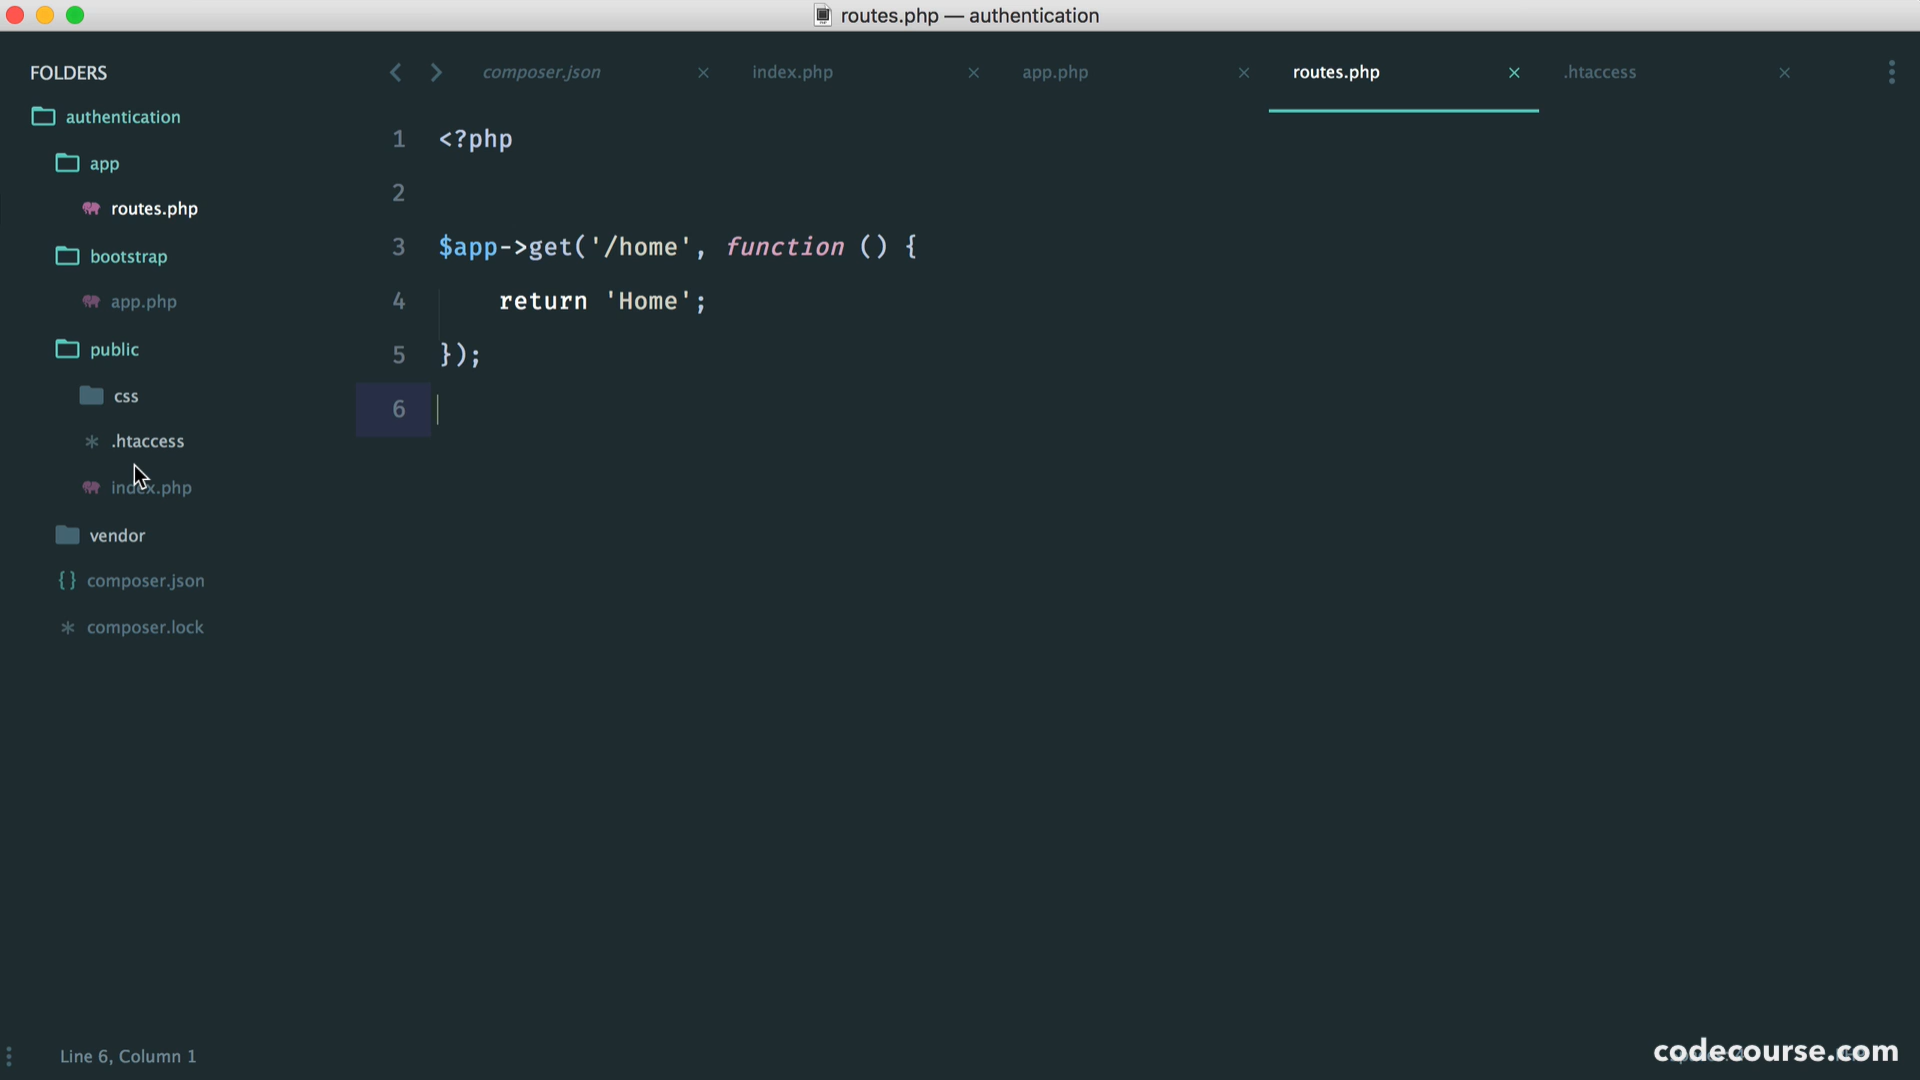 routes.php — authentication
FOLDERS
authentication
app
routes.php
bootstrap
app.php
public
css
.htaccess
index.php
vendor
composer.json
composer.lock
composer.json
index.php
app.php
routes.php
.htaccess
1 <?php
2
3 $app->get('/home', function () {
4     return 'Home';
5 });
6
Line 6, Column 1
codecourse.com